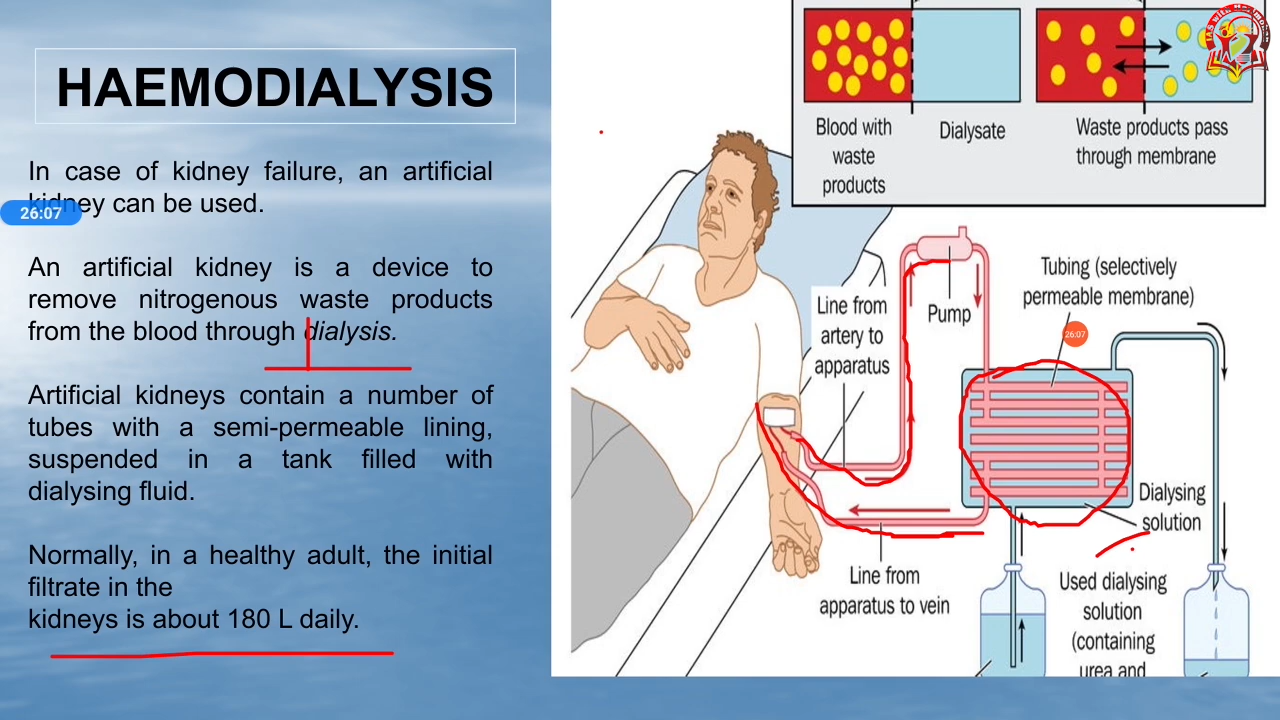 HAEMODIALYSIS
In case of kidney failure, an artificial
kidney can be used.
26:07
An artificial kidney is a device to
remove nitrogenous waste products
from the blood through dialysis.
Artificial kidneys contain a number of
tubes with a semi-permeable lining,
suspended in a tank filled with
dialysing fluid.
Normally, in a healthy adult, the initial
filtrate in the
kidneys is about 180 L daily.
Blood with
waste
products
Dialysate
Waste products pass
through membrane
Line from
artery to
apparatus
Pump
Tubing (selectively
permeable membrane)
26:07
Dialysing
solution
Line from
apparatus to vein
Used dialysing
solution
(containing
urea and